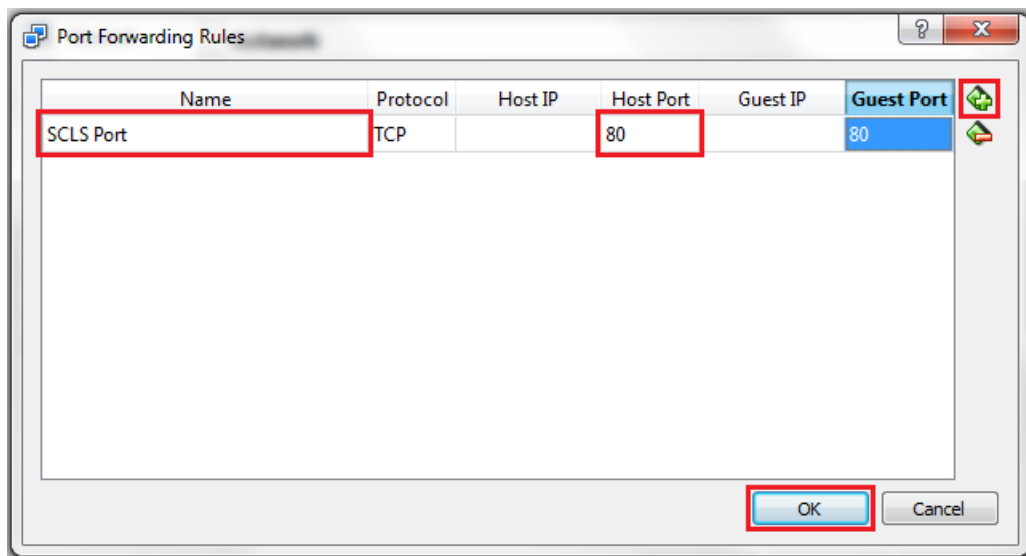 Port Forwarding Rules
Name Protocol Host IP Host Port Guest IP Guest Port
SCLS Port TCP 80 80
OK Cancel